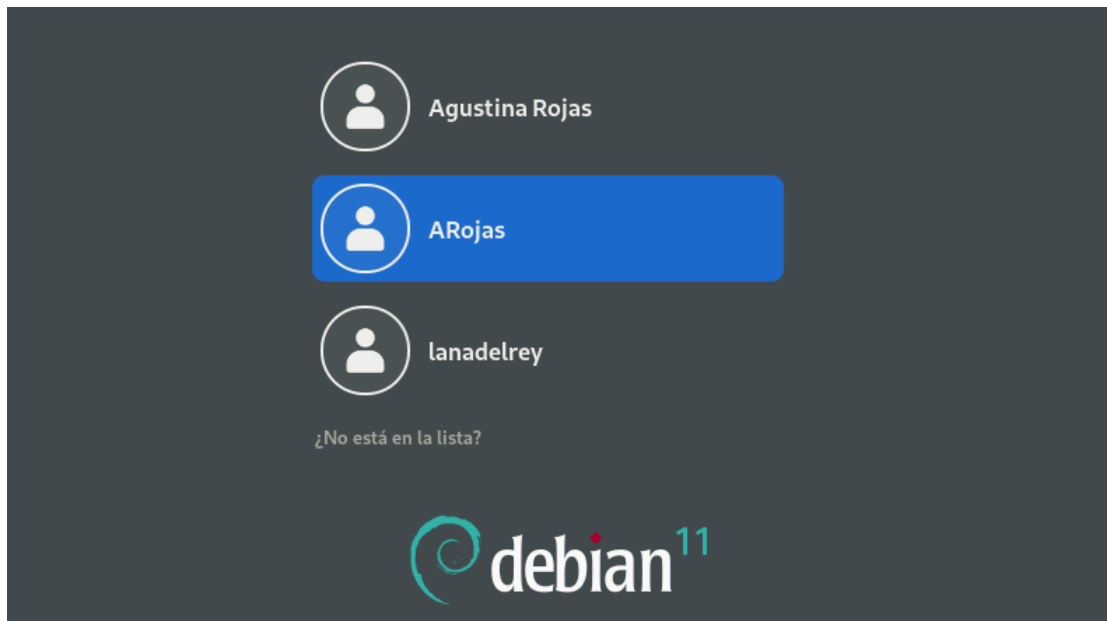 Agustina Rojas
ARojas
lanadelrey
¿No está en la lista?
debian 11